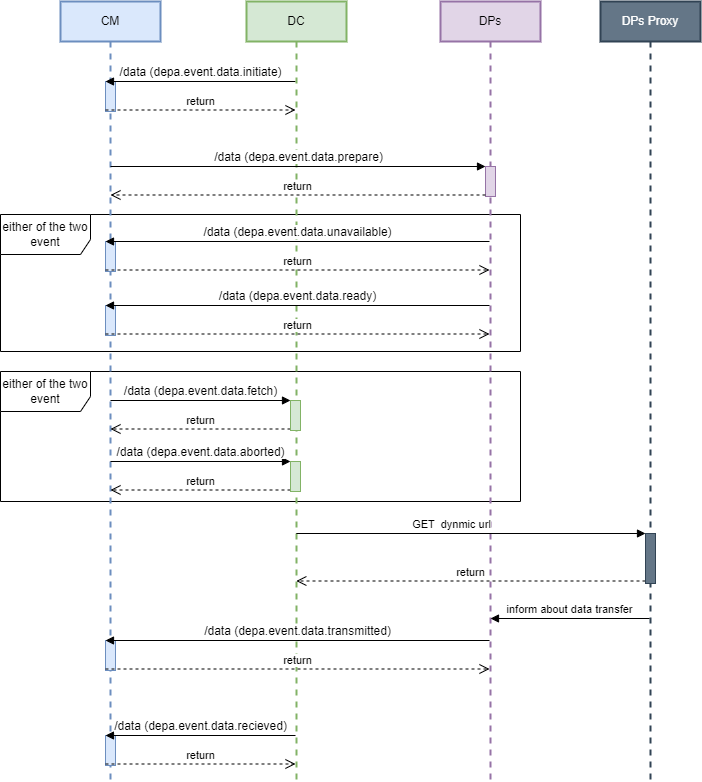 CM
DC
DPs
DPs Proxy
/data (depa.event.data.initiate)
return
/data (depa.event.data.prepare)
return
either of the two
event
/data (depa.event.data.unavailable)
return
/data (depa.event.data.ready)
return
either of the two
event
/data (depa.event.data.fetch)
return
/data (depa.event.data.aborted)
return
GET dynmic url
return
inform about data transfer
/data (depa.event.data.transmitted)
return
/data (depa.event.data.recieved)
return